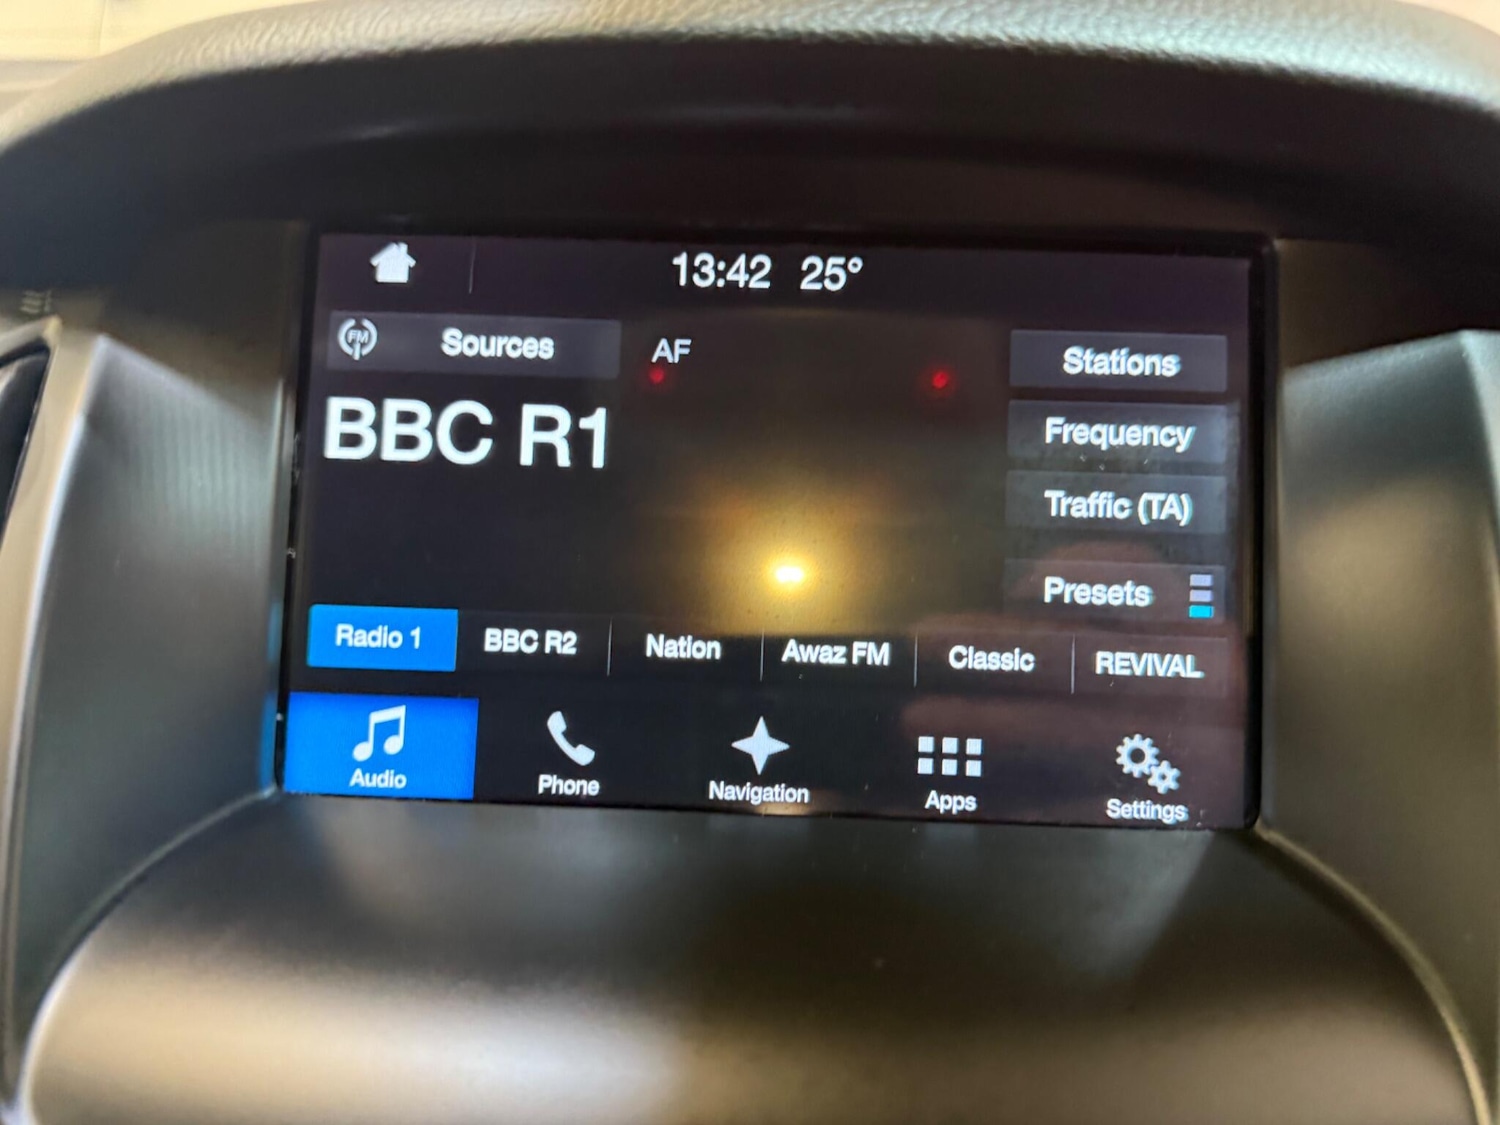 13:42 25°
FM Sources AF Stations
BBC R1
Frequency
Traffic (TA)
Presets
Radio 1 BBC R2 Nation Awaz FM Classic REVIVAL
Audio Phone Navigation Apps Settings